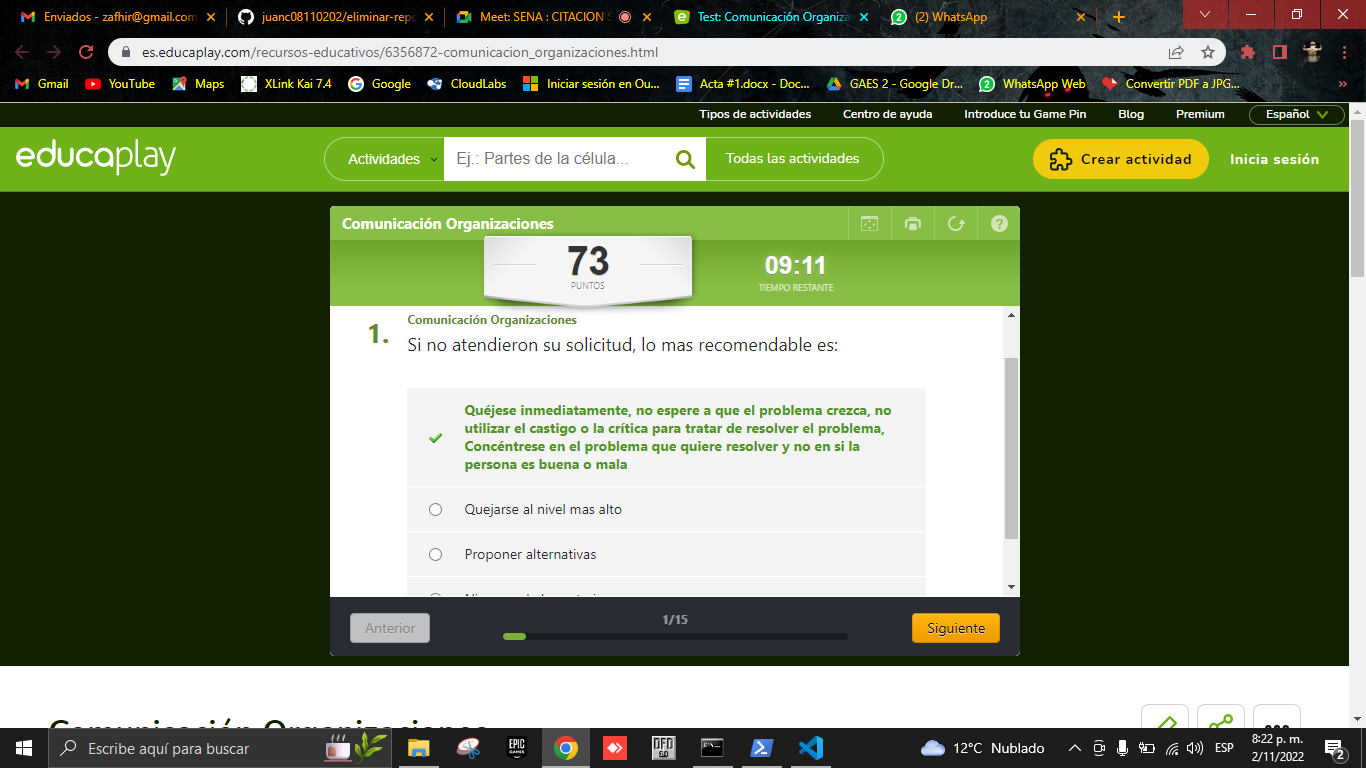 Enviados - zafhir@gmail.com
juanc08110202/eliminar-repo
Meet: SENA : CITACION S
Test: Comunicación Organiza
(2) WhatsApp
es.educaplay.com/recursos-educativos/6356872-comunicacion_organizaciones.html
Gmail
YouTube
Maps
XLink Kai 7.4
Google
CloudLabs
Iniciar sesión en Ou...
Acta #1.docx - Doc...
GAES 2 - Google Dr...
WhatsApp Web
Convertir PDF a JPG...
»
Tipos de actividades
Centro de ayuda
Introduce tu Game Pin
Blog
Premium
Español
educaplay
Actividades
Ej.: Partes de la célula...
Todas las actividades
Crear actividad
Inicia sesión
Comunicación Organizaciones
?
73
PUNTOS
09:11
TIEMPO RESTANTE
Comunicación Organizaciones
1.
Si no atendieron su solicitud, lo mas recomendable es:
Quéjese inmediatamente, no espere a que el problema crezca, no
utilizar el castigo o la crítica para tratar de resolver el problema,
Concéntrese en el problema que quiere resolver y no en si la
persona es buena o mala
Quejarse al nivel mas alto
Proponer alternativas
Anterior
1/15
Siguiente
Comunicación Organizaciones
Escribe aquí para buscar
EPIC
GAMES
12°C Nublado
ESP
8:22 p. m.
2/11/2022
2